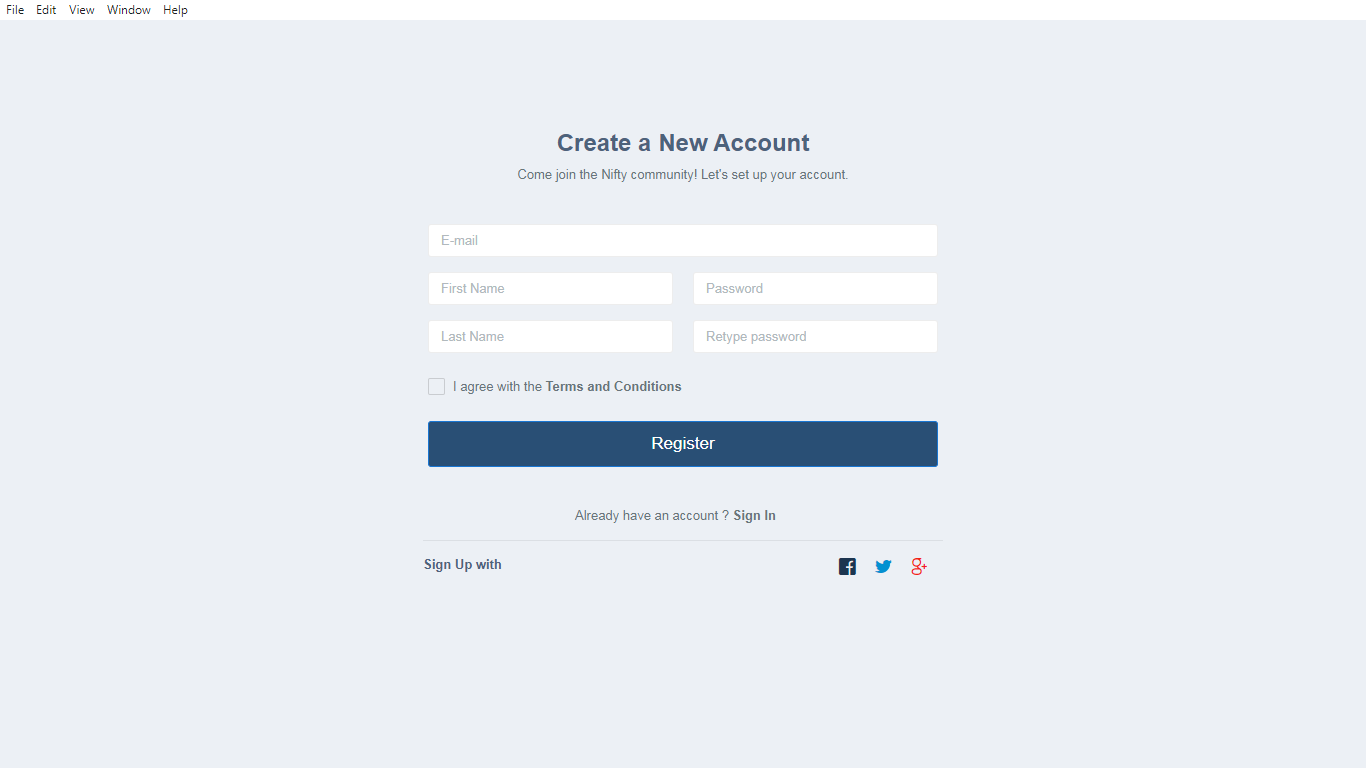 File Edit View Window Help
Create a New Account
Come join the Nifty community! Let's set up your account.
E-mail
First Name Password
Last Name Retype password
I agree with the Terms and Conditions
Register
Already have an account ? Sign In
Sign Up with